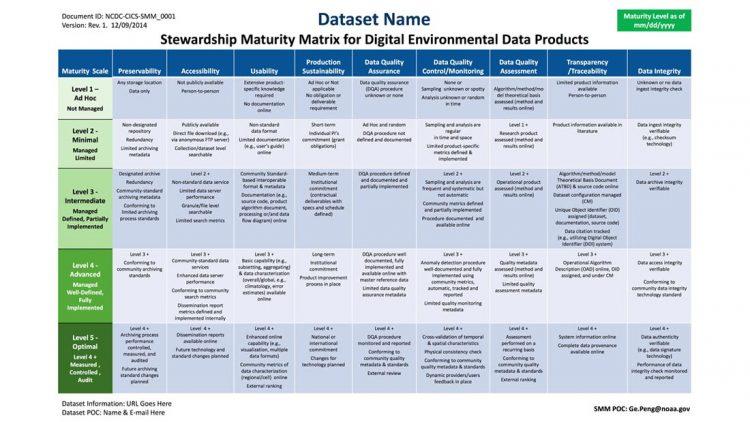 Document ID: NCDC-CICS-SMM_0001
Version: Rev. 1. 12/09/2014
Dataset Name
Maturity Level as of
mm/dd/yyyy
Stewardship Maturity Matrix for Digital Environmental Data Products
Maturity Scale
Preservability
Accessibility
Usability
Production
Sustainability
Data Quality
Assurance
Data Quality
Control/Monitoring
Data Quality
Assessment
Transparency
/Traceability
Data Integrity
Level 1 –
Ad Hoc
Not Managed
Any storage location
Data only
Not publicly available
Person-to-person
Extensive product-
specific knowledge
required
No documentation
online
Ad Hoc or Not
Applicable
No obligation or
deliverable
requirement
Data quality assurance
(DQA) procedure
unknown or none
None or
Sampling unknown or spotty
Analysis unknown or random
in time
Algorithm/method/mo
del theoretical basis
assessed (method and
results online)
Limited product information
available
Person-to-person
Unknown or no data
ingest integrity check
Level 2 -
Minimal
Managed
Limited
Non-designated
repository
Redundancy
Limited archiving
metadata
Publicly available
Direct file download (e.g.,
via anonymous FTP server)
Collection/dataset level
searchable
Non-standard
data format
Limited documentation
(e.g., user's guide)
online
Short-term
Individual PI's
commitment (grant
obligations)
Ad Hoc and random
DQA procedure not
defined and documented
Sampling and analysis are
regular
in time and space
Limited product-specific
metrics defined &
implemented
Level 1 +
Research product
assessed (method and
results online)
Product information available in
literature
Data ingest integrity
verifiable
(e.g., checksum
technology)
Level 3 -
Intermediate
Managed
Defined, Partially
Implemented
Designated archive
Redundancy
Community-standard
archiving metadata
Conforming to
limited archiving
process standards
Level 2 +
Non-standard data service
Limited data server
performance
Granule/file level
searchable
Limited search metrics
Community Standard-
based interoperable
format & metadata
Documentation (e.g.,
source code, product
algorithm document,
processing or/and data
flow diagram) online
Medium-term
Institutional
commitment
(contractual
deliverables with
specs and schedule
defined)
DQA procedure defined
and documented and
partially implemented
Level 2 +
Sampling and analysis are
frequent and systematic but
not automatic
Community metrics defined
and partially implemented
Procedure documented and
available online
Level 2 +
Operational product
assessed (method and
results online)
Algorithm/method/model
Theoretical Basis Document
(ATBD) & source code online
Dataset configuration managed
(CM)
Unique Object Identifier (OID)
assigned (dataset,
documentation, source code)
Data citation tracked
(e.g., utilizing Digital Object
Identifier (DOI) system)
Level 2 +
Data archive integrity
verifiable
Level 4 -
Advanced
Managed
Well-Defined,
Fully
Implemented
Level 3 +
Conforming to
community archiving
standards
Level 3 +
Community-standard data
services
Enhanced data server
performance
Conforming to community
search metrics
Dissemination report
metrics defined and
implemented internally
Level 3 +
Basic capability (e.g.,
subsetting, aggregating)
& data characterization
(overall/global, e.g.,
climatology, error
estimates) available
online
Long-term
Institutional
commitment
Product improvement
process in place
DQA procedure well
documented, fully
implemented and
available online with
master reference data
Limited data quality
assurance metadata
Level 3 +
Anomaly detection procedure
well-documented and fully
implemented using
community metrics,
automatic, tracked and
reported
Limited quality monitoring
metadata
Level 3 +
Quality metadata
assessed (method and
results online)
Limited quality
assessment metadata
Level 3 +
Operational Algorithm
Description (OAD) online, OID
assigned, and under CM
Level 3 +
Data access integrity
verifiable
Conforming to
community data integrity
technology standard
Level 5 -
Optimal
Level 4 +
Measured ,
Controlled ,
Audit
Level 4 +
Archiving process
performance
controlled,
measured, and
audited
Future archiving
standard changes
planned
Level 4 +
Dissemination reports
available online
Future technology and
standard changes planned
Level 4 +
Enhanced online
capability (e.g.,
visualization, multiple
data formats)
Community metrics of
data characterization
(regional/cell) online
External ranking
Level 4 +
National or
international
commitment
Changes for
technology planned
Level 4 +
DQA procedure
monitored and reported
Conforming to
community quality
metadata & standards
External review
Level 4 +
Cross-validation of temporal
& spatial characteristics
Physical consistency check
Conforming to community
quality metadata & standards
Dynamic providers/users
feedback in place
Level 4 +
Assessment
performed on a
recurring basis
Conforming to
community quality
metadata & standards
External ranking
Level 4 +
System information online
Complete data provenance
available online
Level 4 +
Data authenticity
verifiable
(e.g., data signature
technology)
Performance of data
integrity check monitored
and reported
Dataset Information: URL Goes Here
Dataset POC: Name & E-mail Here
SMM POC: Ge.Peng@noaa.gov